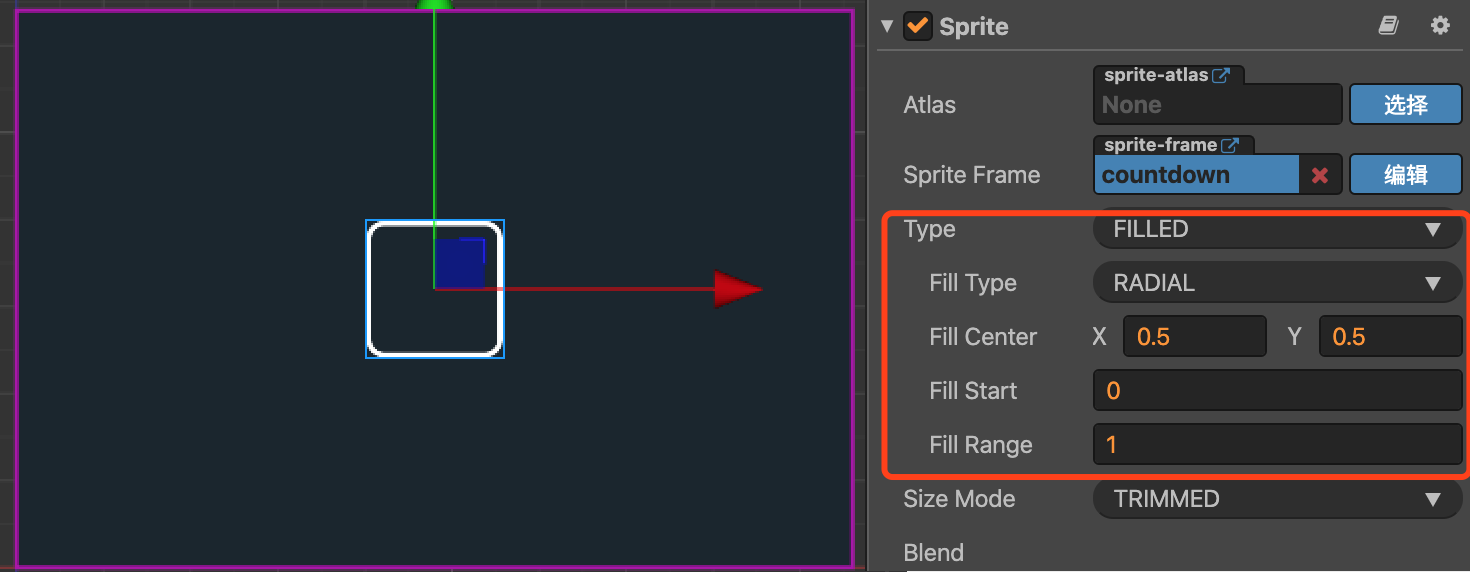 Sprite
sprite-atlas
Atlas None 选择
sprite-frame
Sprite Frame countdown 编辑
Type FILLED
Fill Type RADIAL
Fill Center X 0.5 Y 0.5
Fill Start 0
Fill Range 1
Size Mode TRIMMED
Blend